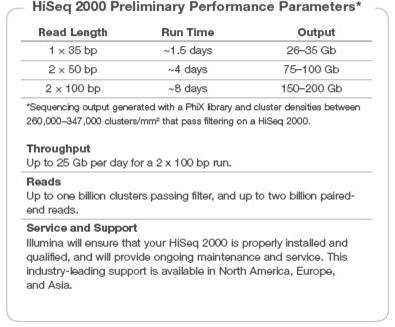 HiSeq 2000 Preliminary Performance Parameters*
Read Length Run Time Output
1 × 35 bp ~1.5 days 26–35 Gb
2 × 50 bp ~4 days 75–100 Gb
2 × 100 bp ~8 days 150–200 Gb
*Sequencing output generated with a PhiX library and cluster densities between
260,000–347,000 clusters/mm² that pass filtering on a HiSeq 2000.
Throughput
Up to 25 Gb per day for a 2 x 100 bp run.
Reads
Up to one billion clusters passing filter, and up to two billion paired-
end reads.
Service and Support
Illumina will ensure that your HiSeq 2000 is properly installed and
qualified, and will provide ongoing maintenance and service. This
industry-leading support is available in North America, Europe,
and Asia.